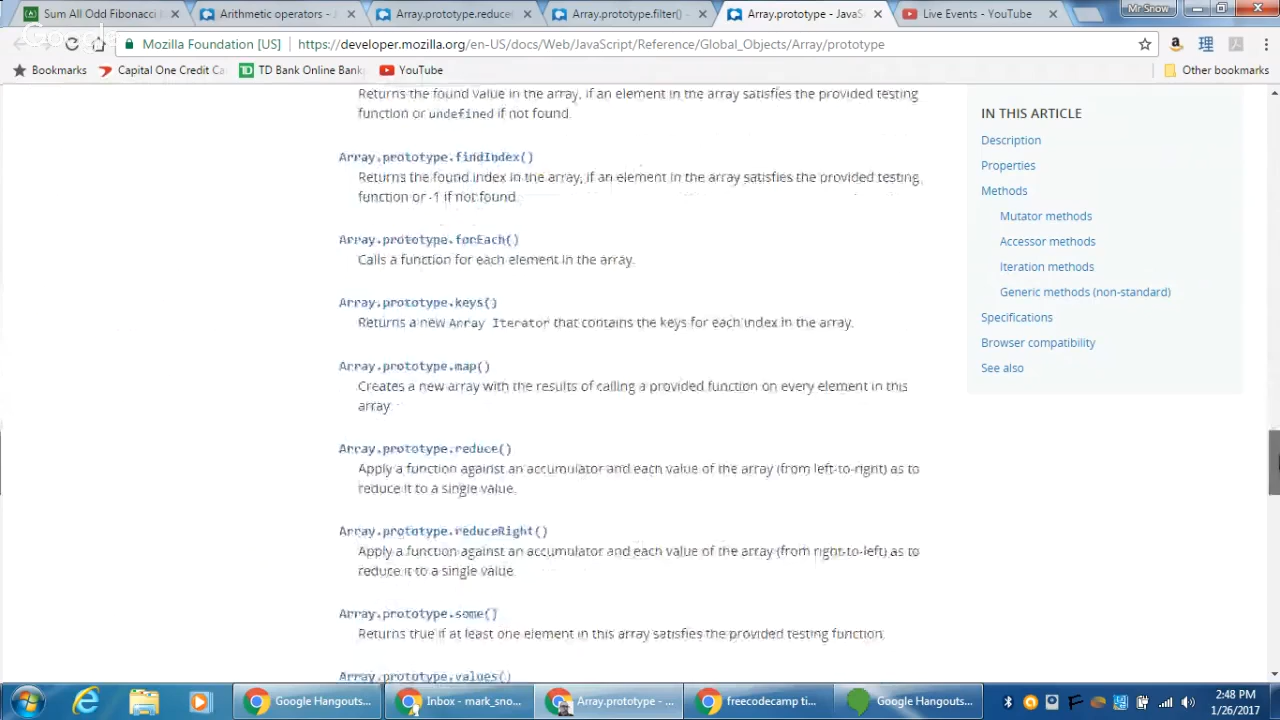 Sum All Odd Fibonacci
Arithmetic operators -
Array.prototype.reduce
Array.prototype.filter() -
Array.prototype - JavaS
Live Events - YouTube
Mr Snow
Google
Mozilla Foundation [US]
https://developer.mozilla.org/en-US/docs/Web/JavaScript/Reference/Global_Objects/Array/prototype
Bookmarks
Capital One Credit Ca
TD Bank Online Bank
YouTube
Other bookmarks
Returns the found value in the array, if an element in the array satisfies the provided testing
function or undefined if not found.
Array.prototype.findIndex()
Returns the found index in the array, if an element in the array satisfies the provided testing
function or -1 if not found.
Array.prototype.forEach()
Calls a function for each element in the array.
Array.prototype.keys()
Returns a new Array Iterator that contains the keys for each index in the array.
Array.prototype.map()
Creates a new array with the results of calling a provided function on every element in this
array
Array.prototype.reduce()
Apply a function against an accumulator and each value of the array (from left-to-right) as to
reduce it to a single value.
Array.prototype.reduceRight()
Apply a function against an accumulator and each value of the array (from right-to-left) as to
reduce it to a single value
Array.prototype.some()
Returns true if at least one element in this array satisfies the provided testing function.
Array.prototype.values()
IN THIS ARTICLE
Description
Properties
Methods
Mutator methods
Accessor methods
Iteration methods
Generic methods (non-standard)
Specifications
Browser compatibility
See also
Google Hangouts...
Inbox - mark_sno...
Array.prototype - ...
freecodecamp ti...
Google Hangouts...
2:48 PM
1/26/2017